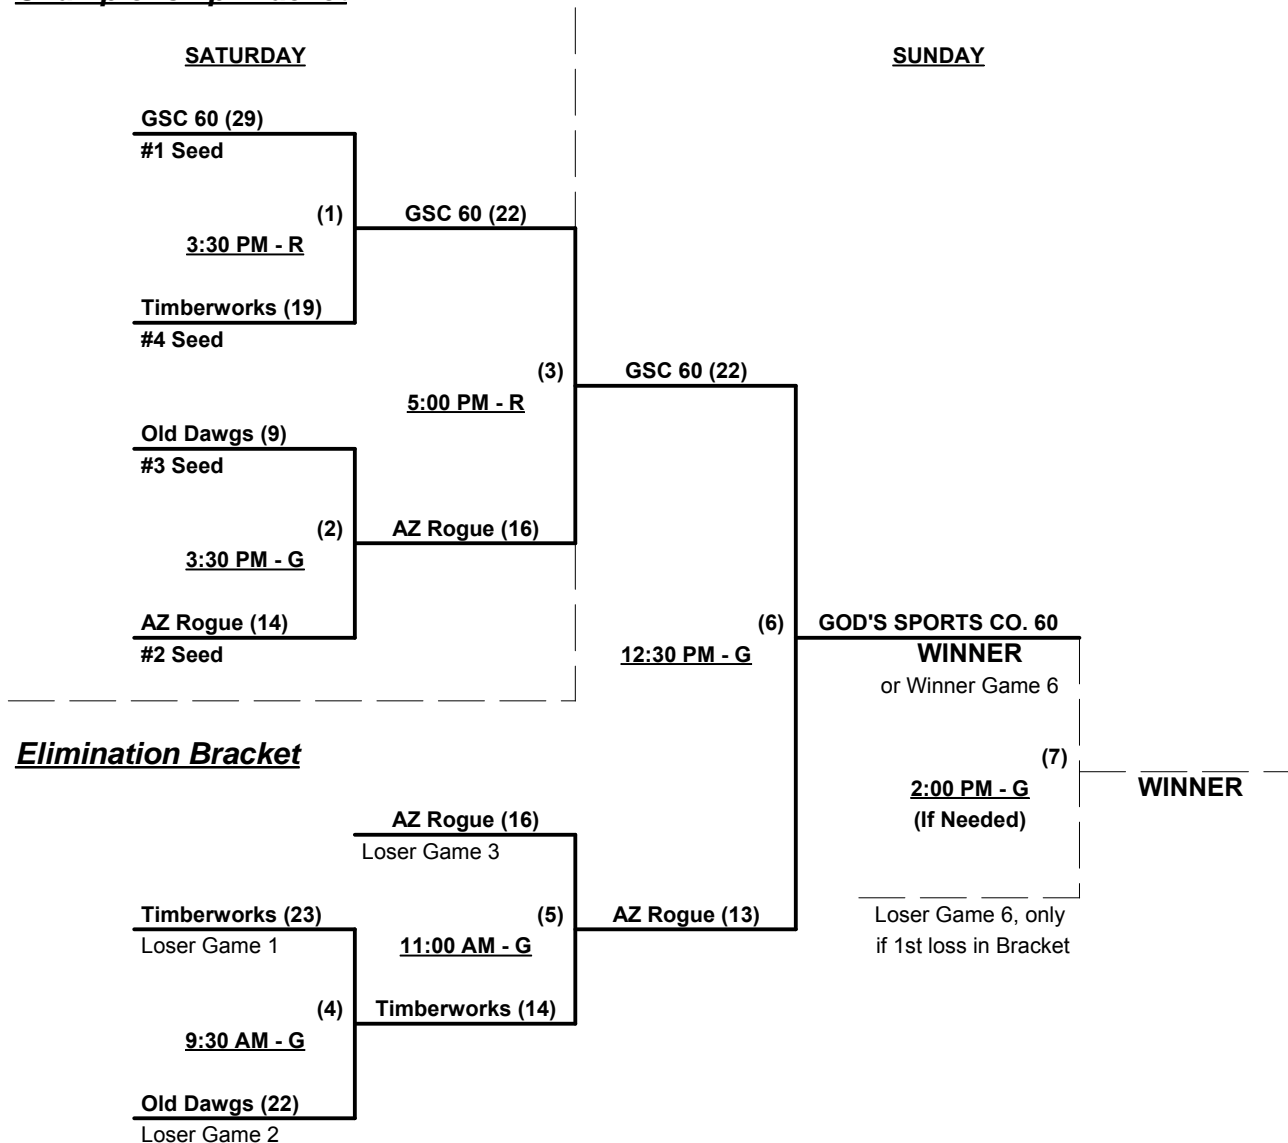 SATURDAY
SUNDAY
GSC 60 (29)
#1 Seed
(1)
GSC 60 (22)
3:30 PM - R
Timberworks (19)
#4 Seed
(3)
GSC 60 (22)
5:00 PM - R
Old Dawgs (9)
#3 Seed
(2)
AZ Rogue (16)
3:30 PM - G
AZ Rogue (14)
#2 Seed
(6)
GOD'S SPORTS CO. 60
12:30 PM - G
WINNER
or Winner Game 6
Elimination Bracket
(7)
2:00 PM - G
WINNER
(If Needed)
AZ Rogue (16)
Loser Game 3
Timberworks (23)
Loser Game 1
(5)
AZ Rogue (13)
11:00 AM - G
Loser Game 6, only
if 1st loss in Bracket
(4)
Timberworks (14)
9:30 AM - G
Old Dawgs (22)
Loser Game 2